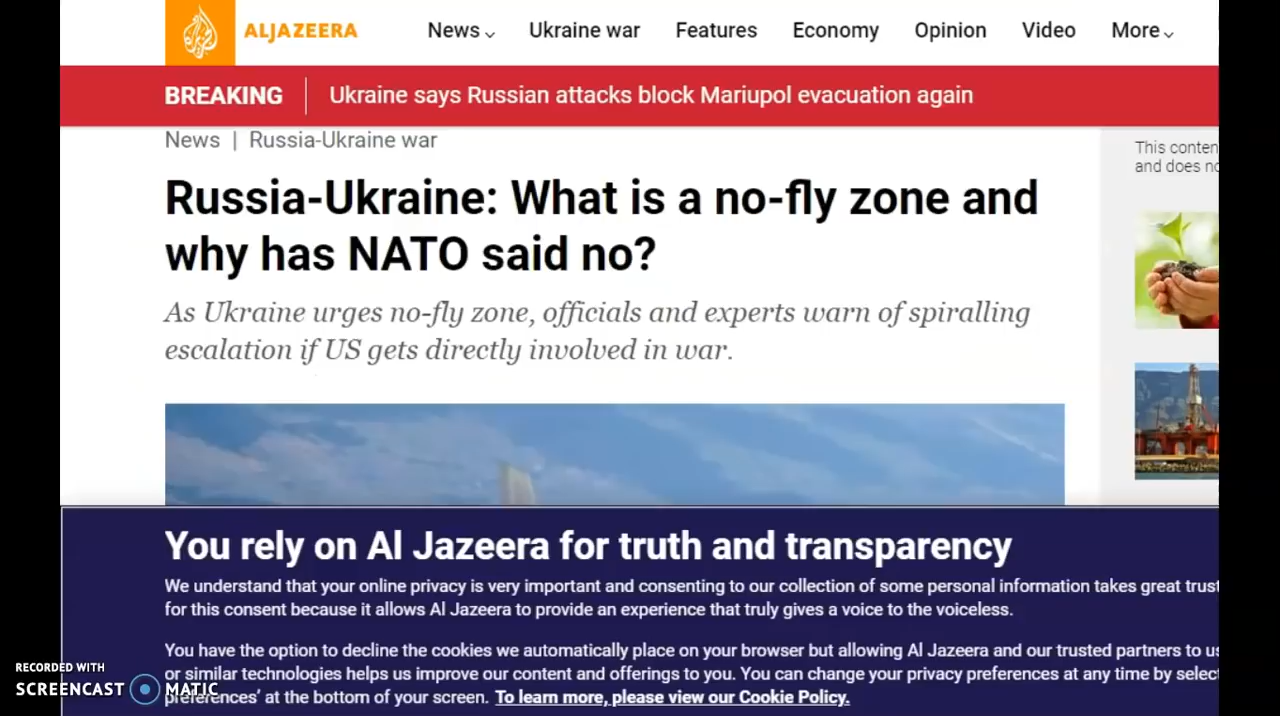 ALJAZEERA
News Ukraine war Features Economy Opinion Video More
BREAKING Ukraine says Russian attacks block Mariupol evacuation again
News | Russia-Ukraine war
This conten
and does no
Russia-Ukraine: What is a no-fly zone and
why has NATO said no?
As Ukraine urges no-fly zone, officials and experts warn of spiralling
escalation if US gets directly involved in war.
You rely on Al Jazeera for truth and transparency
We understand that your online privacy is very important and consenting to our collection of some personal information takes great trust
for this consent because it allows Al Jazeera to provide an experience that truly gives a voice to the voiceless.
You have the option to decline the cookies we automatically place on your browser but allowing Al Jazeera and our trusted partners to us
or similar technologies helps us improve our content and offerings to you. You can change your privacy preferences at any time by select
preferences' at the bottom of your screen. To learn more, please view our Cookie Policy.
RECORDED WITH
SCREENCAST MATIC